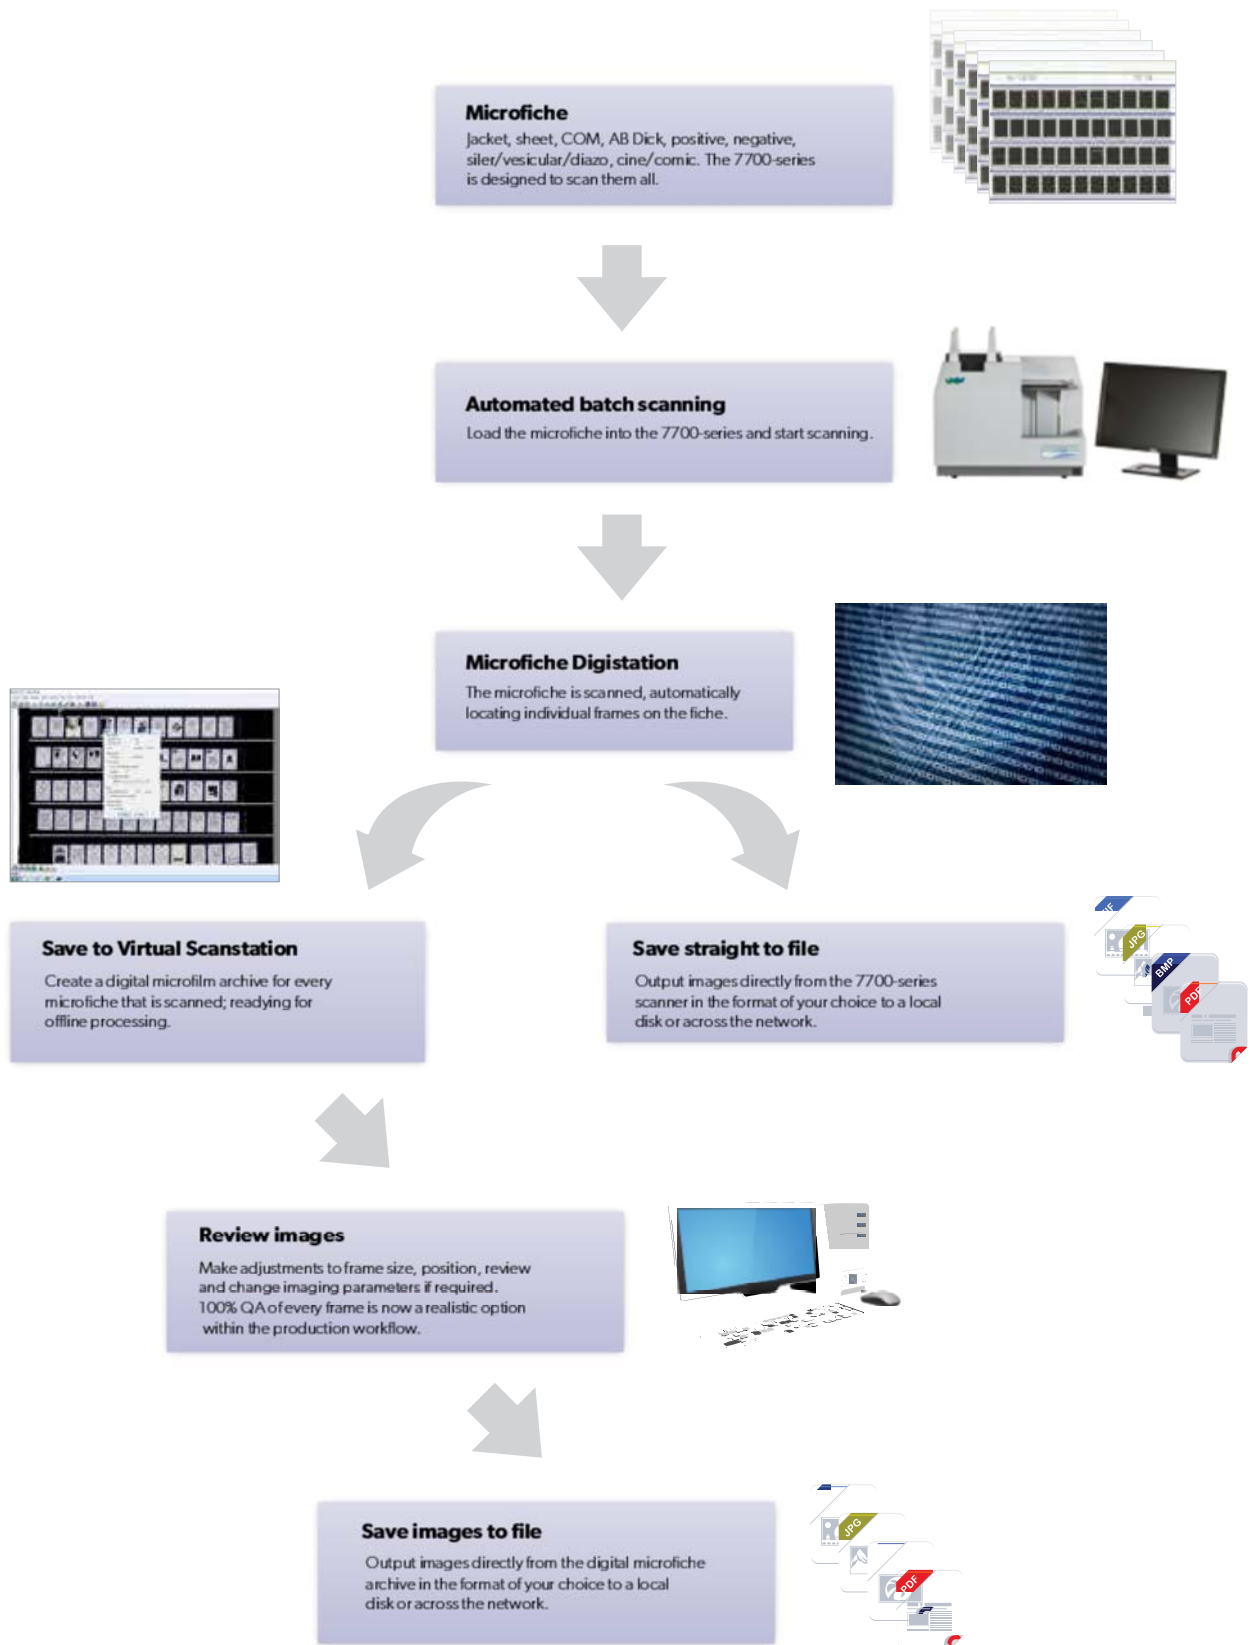 Microfiche
Jacket, sheet, COM, AB Dick, positive, negative,
siler/vesicular/diazo, cine/comic. The 7700-series
is designed to scan them all.
Automated batch scanning
Load the microfiche into the 7700-series and start scanning.
Microfiche Digistation
The microfiche is scanned, automatically
locating individual frames on the fiche.
Save to Virtual Scanstation
Create a digital microfilm archive for every
microfiche that is scanned; readying for
offline processing.
Save straight to file
Output images directly from the 7700-series
scanner in the format of your choice to a local
disk or across the network.
JPG
BMP
PDF
Review images
Make adjustments to frame size, position, review
and change imaging parameters if required.
100% QA of every frame is now a realistic option
within the production workflow.
Save images to file
Output images directly from the digital microfiche
archive in the format of your choice to a local
disk or across the network.
JPG
PDF